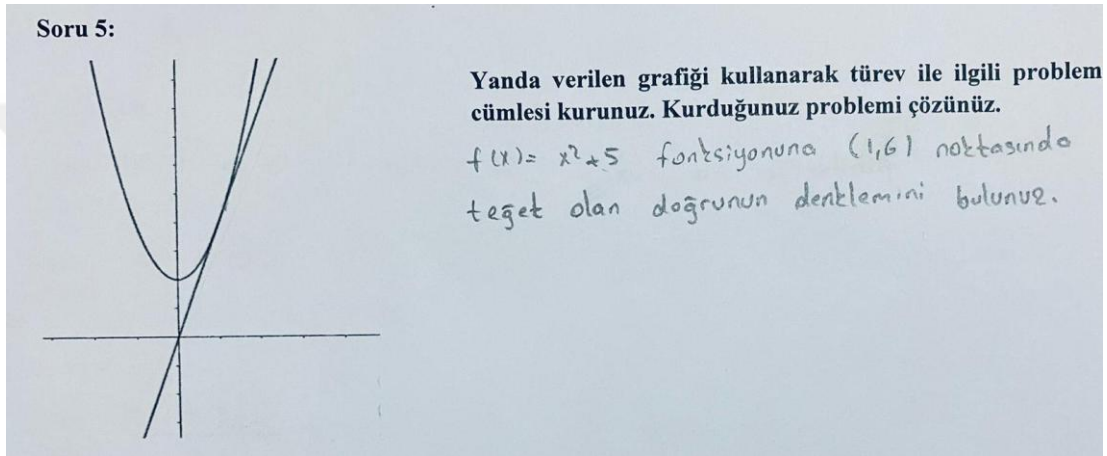 Soru 5:
Yanda verilen grafiği kullanarak türev ile ilgili problem
cümlesi kurunuz. Kurduğunuz problemi çözünüz.
f(x)= x²+5 fonksiyonuna (1,6) noktasında
teğet olan doğrunun denklemini bulunuz.